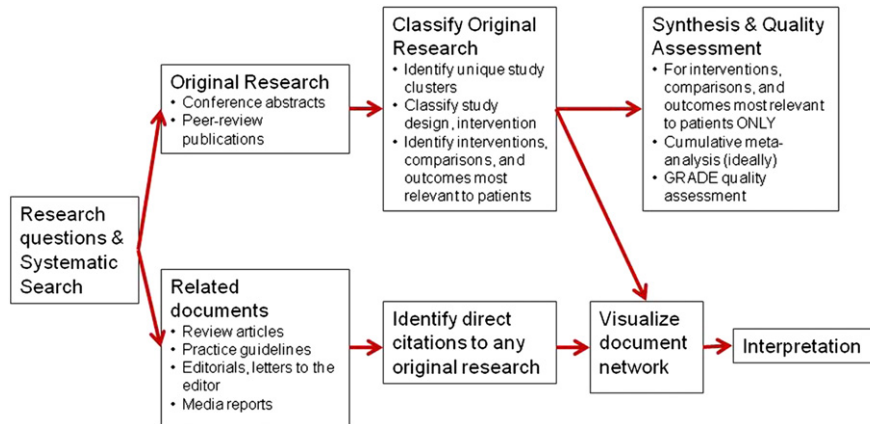 Research
questions &
Systematic
Search
Original Research
• Conference abstracts
• Peer-review
publications
Classify Original
Research
• Identify unique study
clusters
• Classify study
design, intervention
• Identify interventions,
comparisons, and
outcomes most
relevant to patients
Synthesis & Quality
Assessment
• For interventions,
comparisons, and
outcomes most relevant
to patients ONLY
• Cumulative meta-
analysis (ideally)
• GRADE quality
assessment
Related
documents
• Review articles
• Practice guidelines
• Editorials, letters to the
editor
• Media reports
Identify direct
citations to any
original research
Visualize
document
network
Interpretation